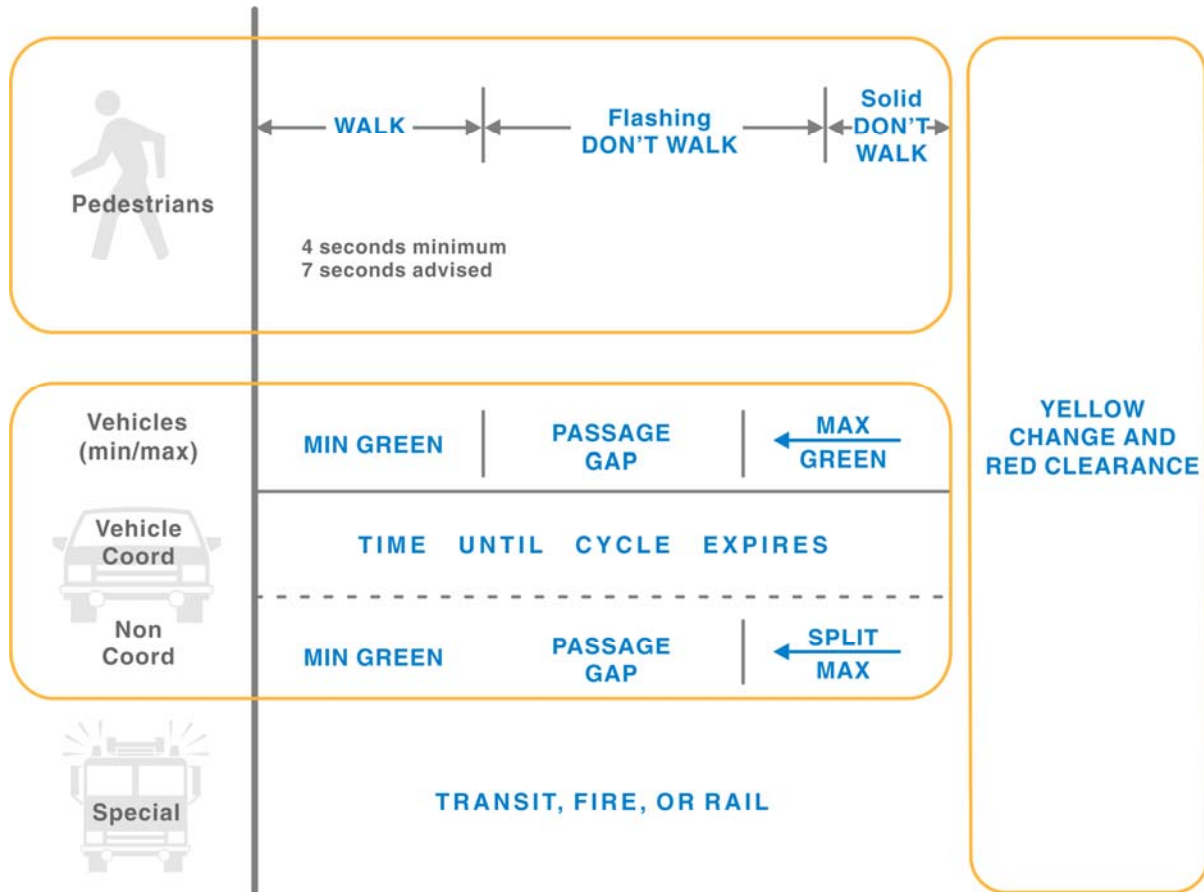 Pedestrians
WALK
Flashing
DON'T WALK
Solid
DON'T
WALK
4 seconds minimum
7 seconds advised
Vehicles
(min/max)
MIN GREEN
PASSAGE
GAP
MAX
GREEN
Vehicle
Coord
TIME UNTIL CYCLE EXPIRES
Non
Coord
MIN GREEN
PASSAGE
GAP
SPLIT
MAX
Special
TRANSIT, FIRE, OR RAIL
YELLOW
CHANGE AND
RED CLEARANCE